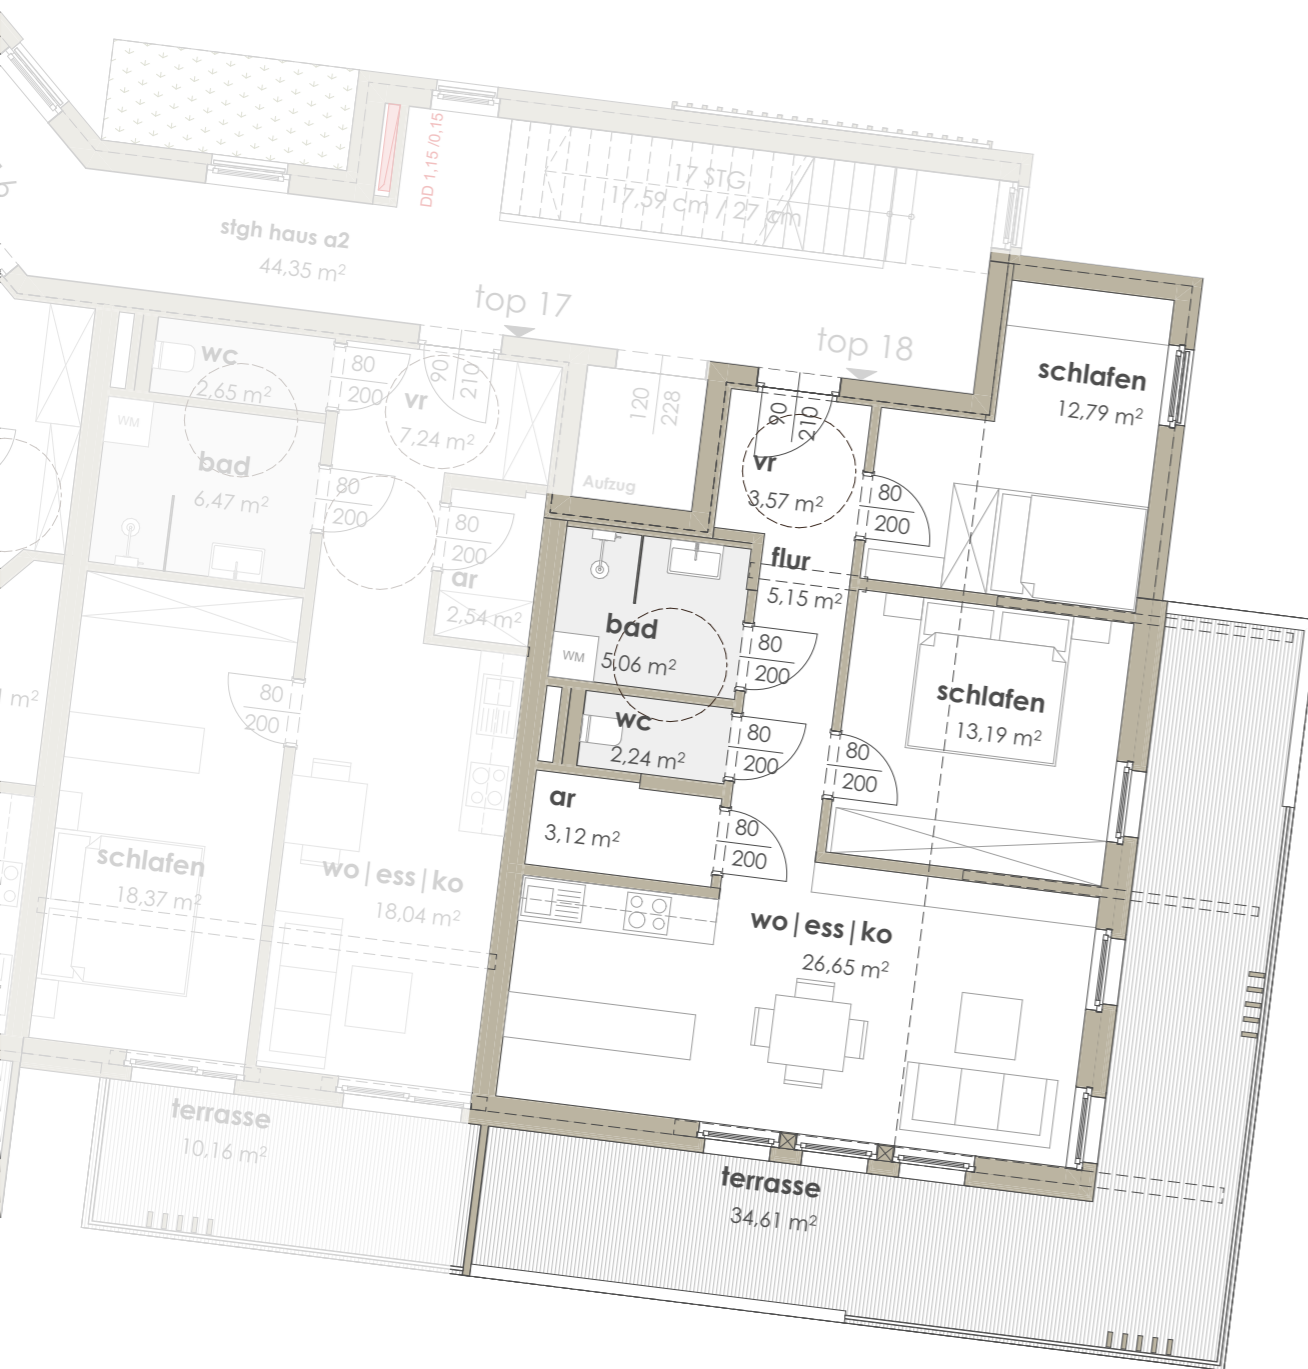 DD 1,15 /0,15
17 STG
17,59 cm / 27 cm
stgh haus a2
44,35 m²
top 17
top 18
wc
2,65 m²
80
200
90
210
vr
7,24 m²
120
228
Aufzug
90
210
vr
3,57 m²
80
200
schlafen
12,79 m²
WM
bad
6,47 m²
80
200
80
200
ar
2,54 m²
flur
5,15 m²
bad
5,06 m²
WM
80
200
wc
2,24 m²
80
200
schlafen
13,19 m²
80
200
80
200
ar
3,12 m²
80
200
m²
schlafen
18,37 m²
wo|ess|ko
18,04 m²
wo|ess|ko
26,65 m²
terrasse
10,16 m²
terrasse
34,61 m²